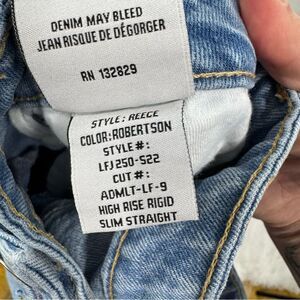 DENIM MAY BLEED
JEAN RISQUE DE DÉGORGER
RN 132829
STYLE: REECE
COLOR:ROBERTSON
STYLE #:
LFJ250-S22
CUT #:
ADMLT-LF-9
HIGH RISE RIGID
SLIM STRAIGHT